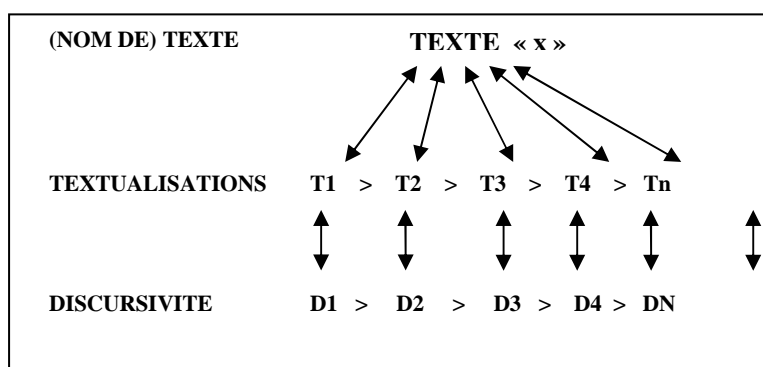 (NOM DE) TEXTE TEXTE « x »
TEXTUALISATIONS T1 > T2 > T3 > T4 > Tn
DISCURSIVITE D1 > D2 > D3 > D4 > DN